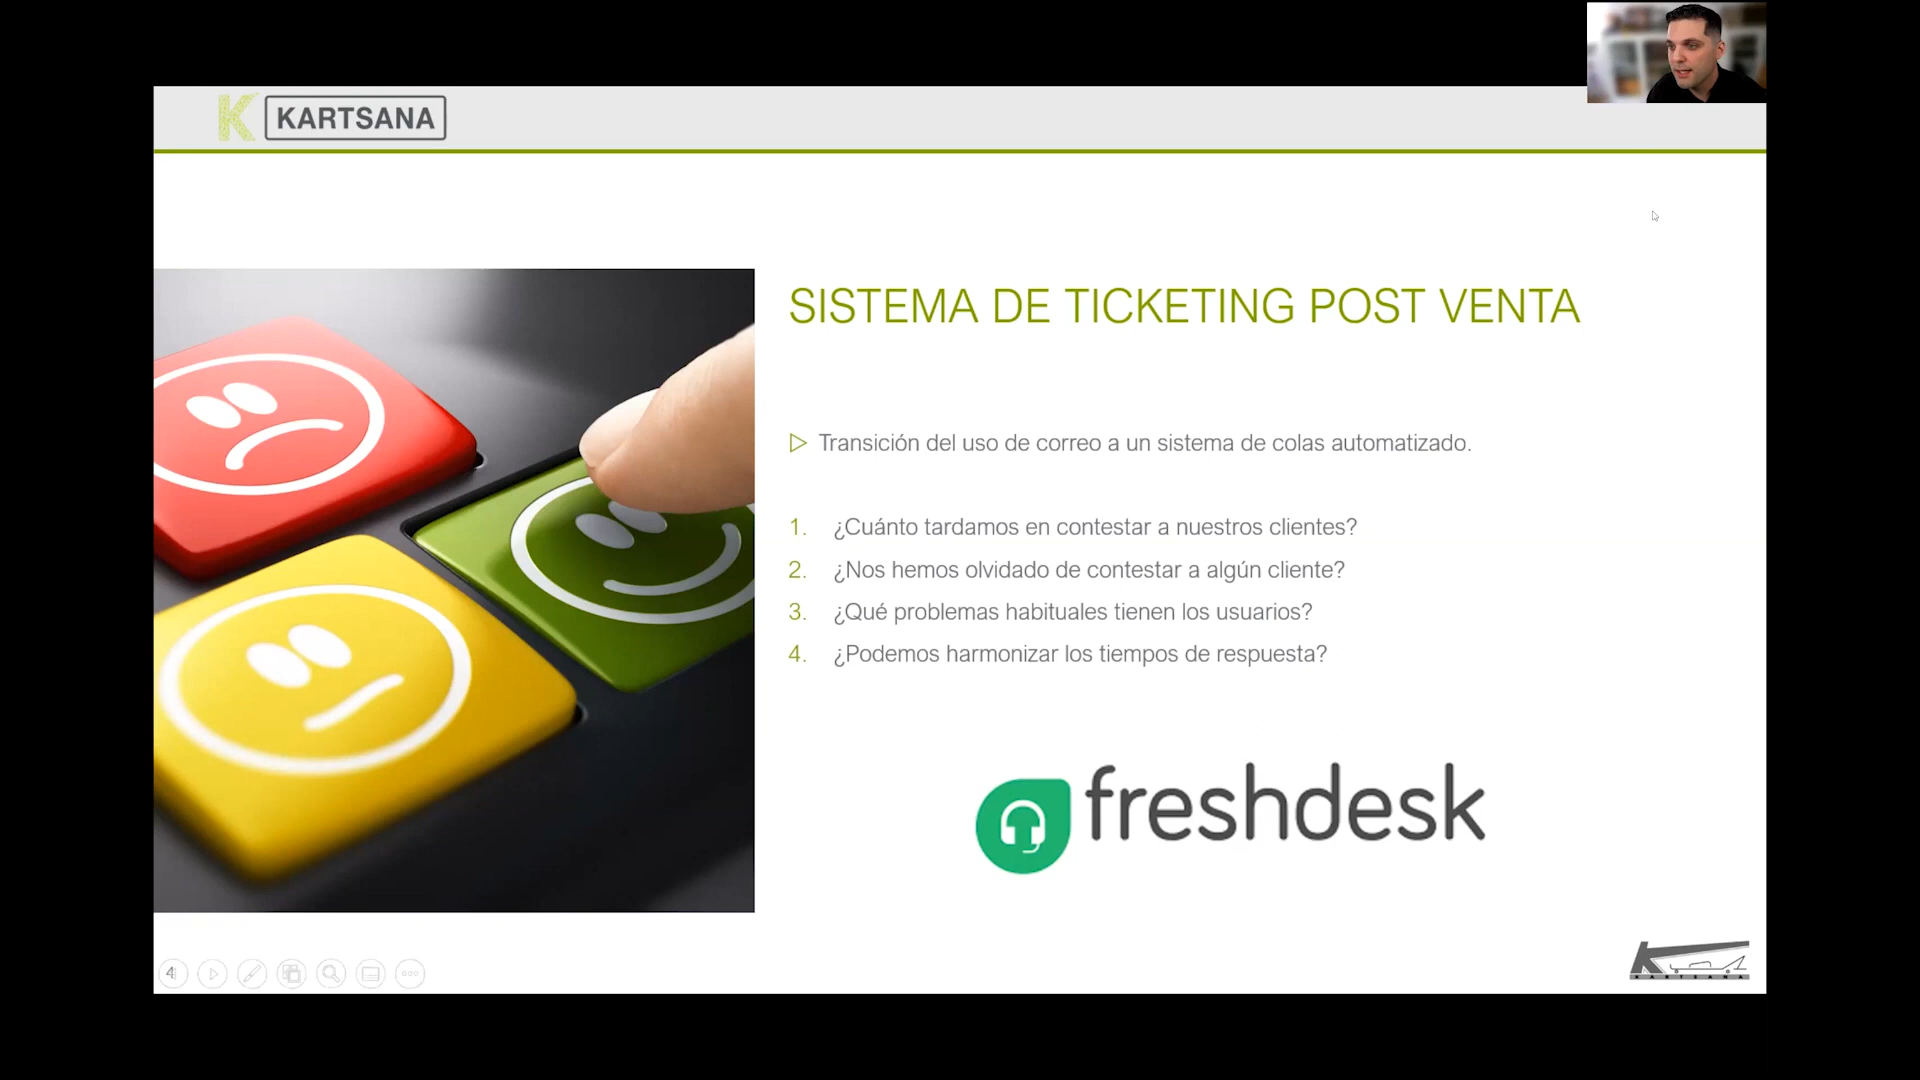 K KARTSANA
SISTEMA DE TICKETING POST VENTA
Transición del uso de correo a un sistema de colas automatizado.
1. ¿Cuánto tardamos en contestar a nuestros clientes?
2. ¿Nos hemos olvidado de contestar a algún cliente?
3. ¿Qué problemas habituales tienen los usuarios?
4. ¿Podemos harmonizar los tiempos de respuesta?
freshdesk
4
K
KARTSANA